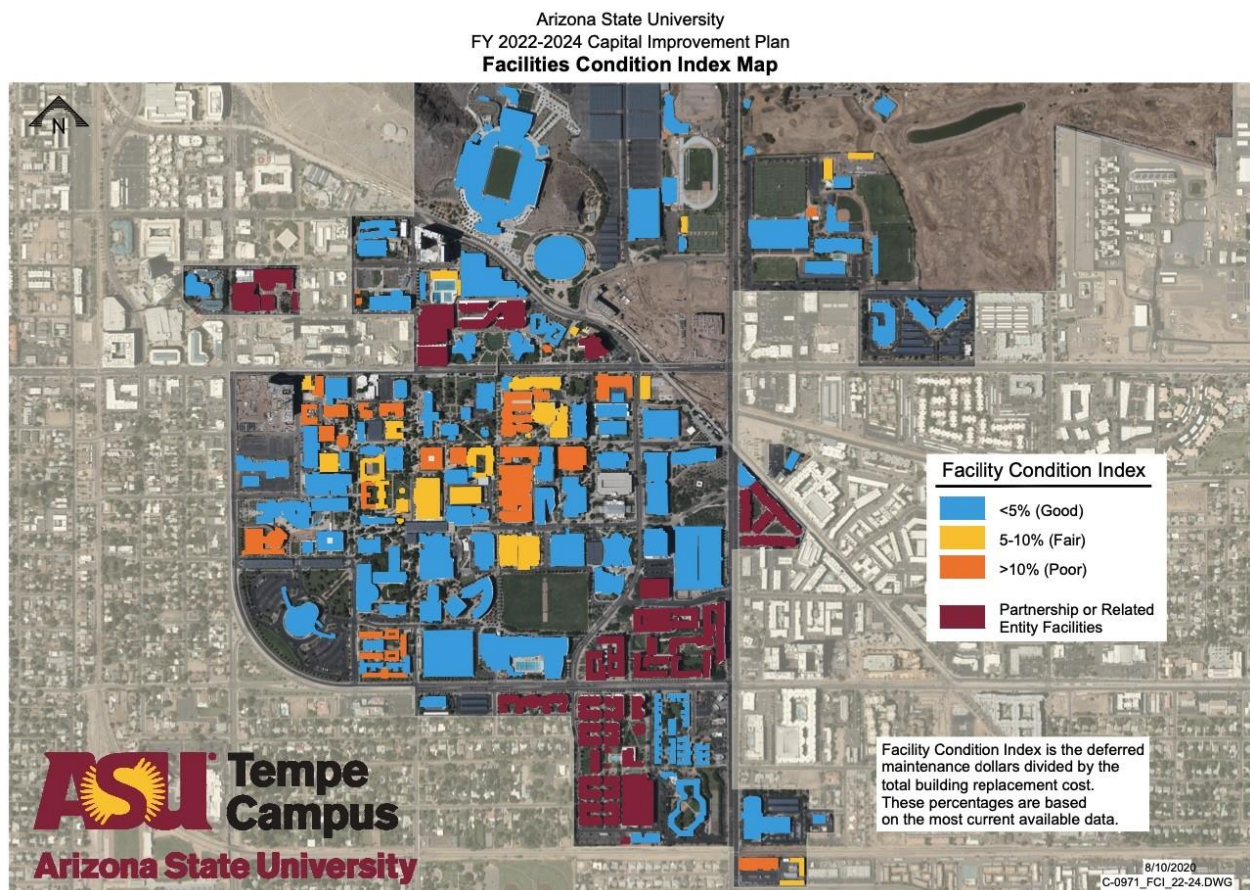 Arizona State University
FY 2022-2024 Capital Improvement Plan
Facilities Condition Index Map
N
Facility Condition Index
<5% (Good)
5-10% (Fair)
>10% (Poor)
Partnership or Related
Entity Facilities
Facility Condition Index is the deferred
maintenance dollars divided by the
total building replacement cost.
These percentages are based
on the most current available data.
ASU Tempe
Campus
Arizona State University
8/10/2020
C-0971_FCI_22-24.DWG